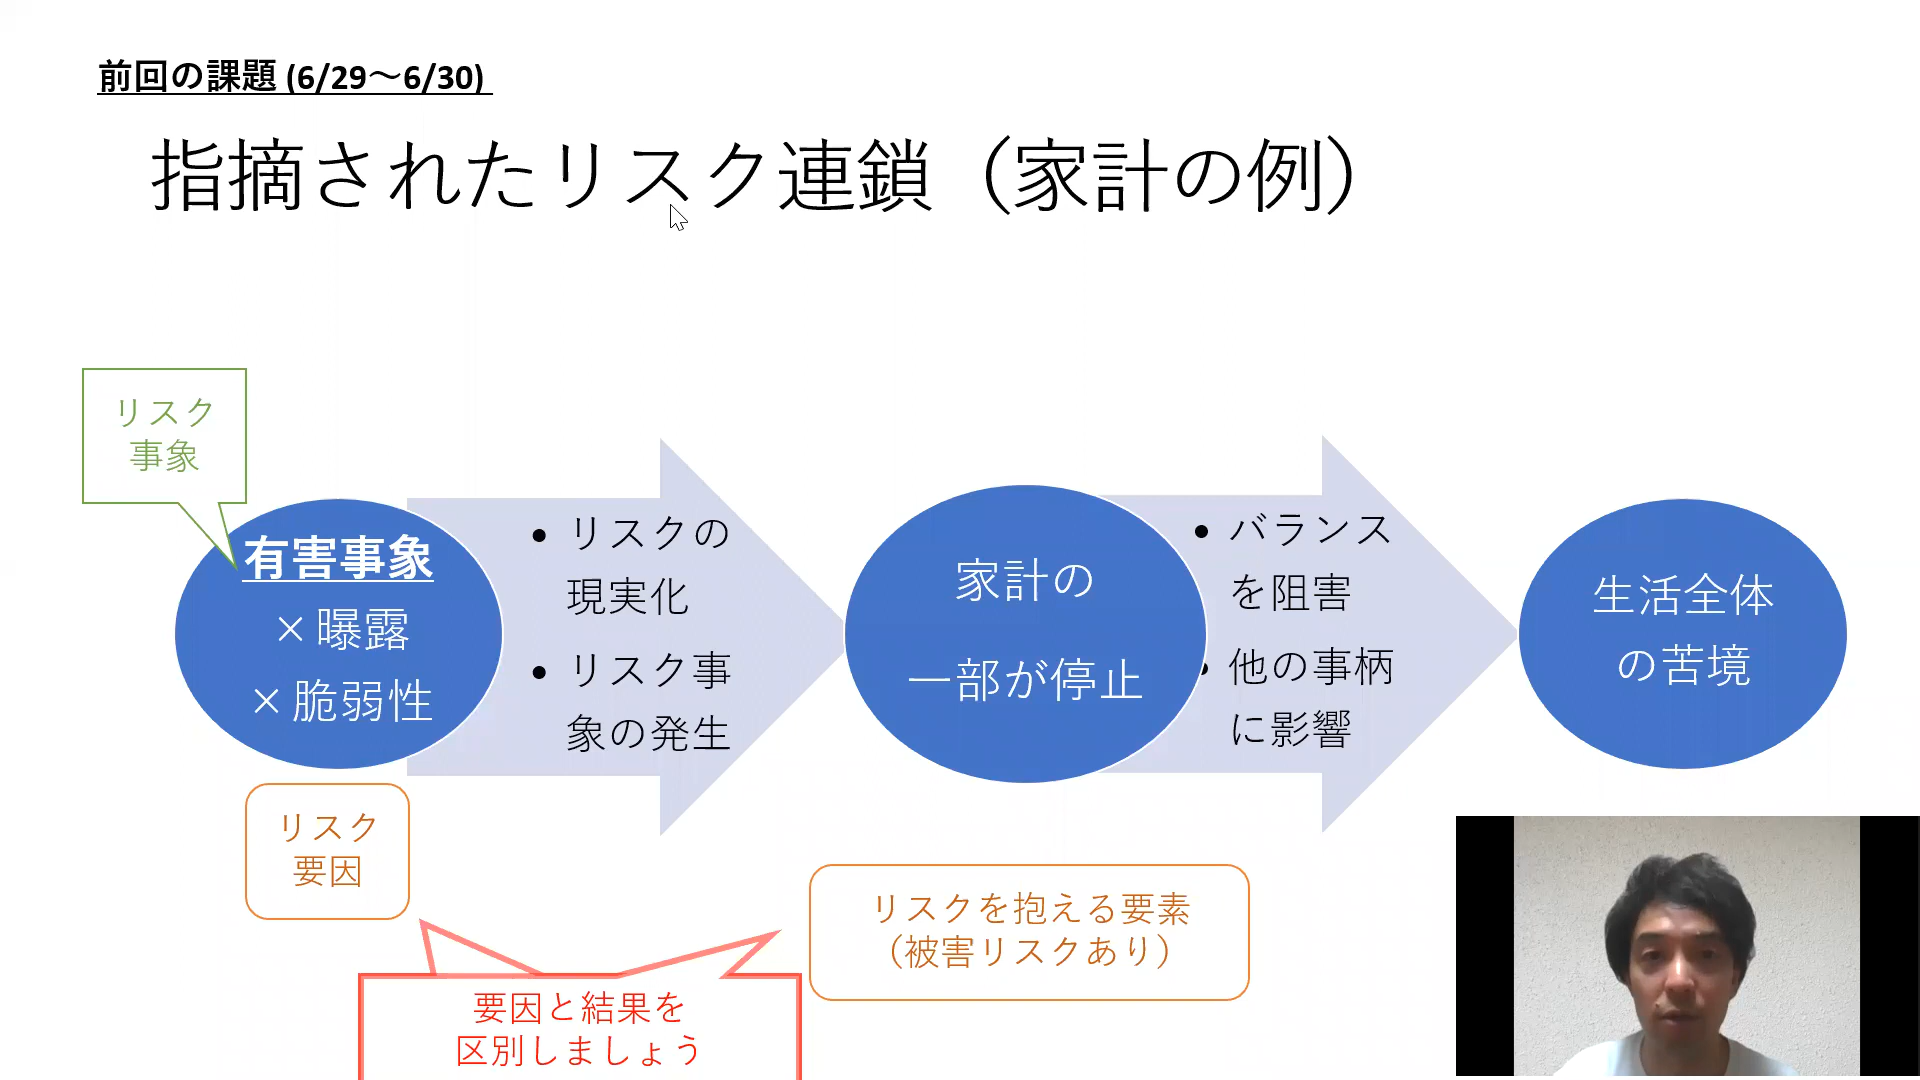 前回の課題 (6/29～6/30)
指摘されたリスク連鎖（家計の例）
リスク
事象
有害事象
×曝露
×脆弱性
• リスクの
現実化
• リスク事
象の発生
家計の
一部が停止
• バランス
を阻害
• 他の事柄
に影響
生活全体
の苦境
リスク
要因
リスクを抱える要素
（被害リスクあり）
要因と結果を
区別しましょう